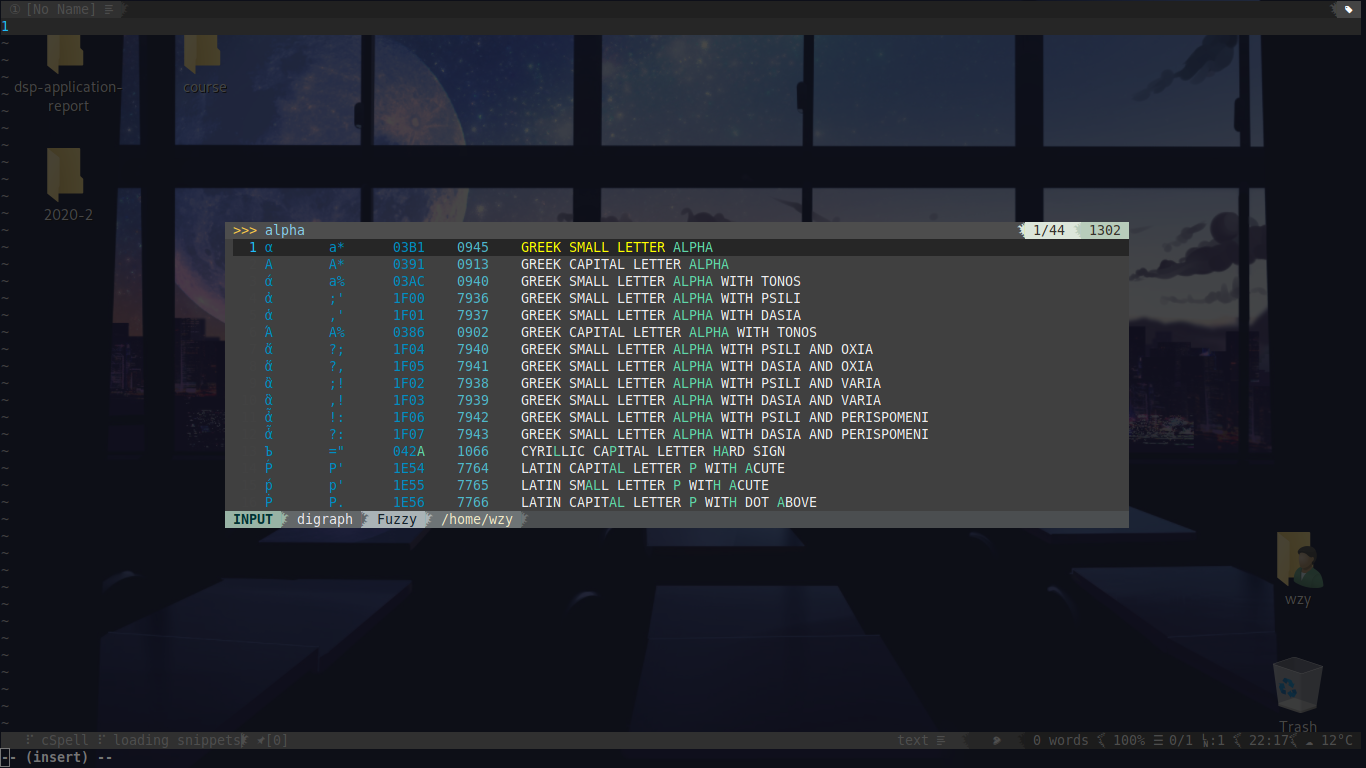 ① [No Name]
1
dsp-application-
report
course
2020-2
>>> alpha 1/44 1302
1 α a* 03B1 0945 GREEK SMALL LETTER ALPHA
Α A* 0391 0913 GREEK CAPITAL LETTER ALPHA
ά a% 03AC 0940 GREEK SMALL LETTER ALPHA WITH TONOS
ἀ ;' 1F00 7936 GREEK SMALL LETTER ALPHA WITH PSILI
ἁ ,' 1F01 7937 GREEK SMALL LETTER ALPHA WITH DASIA
Ά A% 0386 0902 GREEK CAPITAL LETTER ALPHA WITH TONOS
ἄ ?; 1F04 7940 GREEK SMALL LETTER ALPHA WITH PSILI AND OXIA
ἅ ?, 1F05 7941 GREEK SMALL LETTER ALPHA WITH DASIA AND OXIA
ἂ ;! 1F02 7938 GREEK SMALL LETTER ALPHA WITH PSILI AND VARIA
ἃ ,! 1F03 7939 GREEK SMALL LETTER ALPHA WITH DASIA AND VARIA
ἆ !: 1F06 7942 GREEK SMALL LETTER ALPHA WITH PSILI AND PERISPOMENI
ἇ ?: 1F07 7943 GREEK SMALL LETTER ALPHA WITH DASIA AND PERISPOMENI
Ъ =" 042A 1066 CYRILLIC CAPITAL LETTER HARD SIGN
Ṕ P' 1E54 7764 LATIN CAPITAL LETTER P WITH ACUTE
ṕ p' 1E55 7765 LATIN SMALL LETTER P WITH ACUTE
Ṗ P. 1E56 7766 LATIN CAPITAL LETTER P WITH DOT ABOVE
INPUT digraph Fuzzy /home/wzy
wzy
Trash
cSpell loading snippets [0] text 0 words 100% ☰ 0/1 :1 22:17 12°C
-- (insert) --